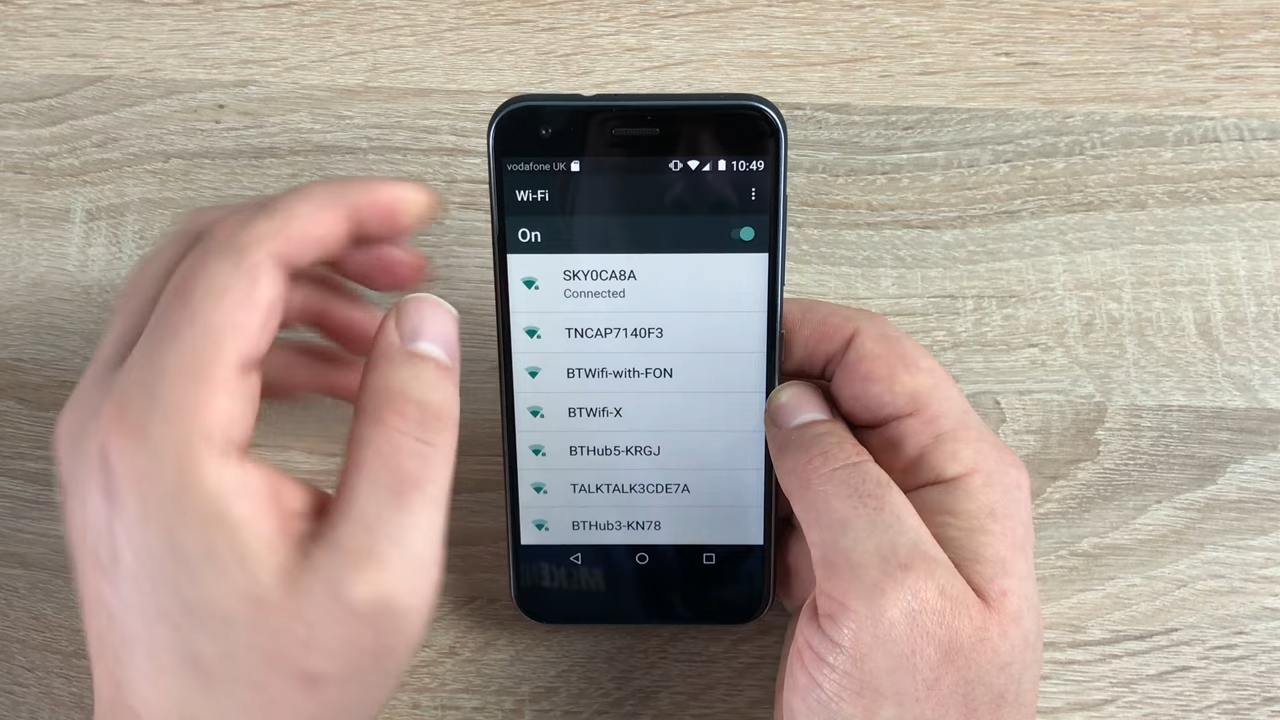 vodafone UK 10:49
Wi-Fi
On
SKY0CA8A
Connected
TNCAP7140F3
BTWifi-with-FON
BTWifi-X
BTHub5-KRGJ
TALKTALK3CDE7A
BTHub3-KN78